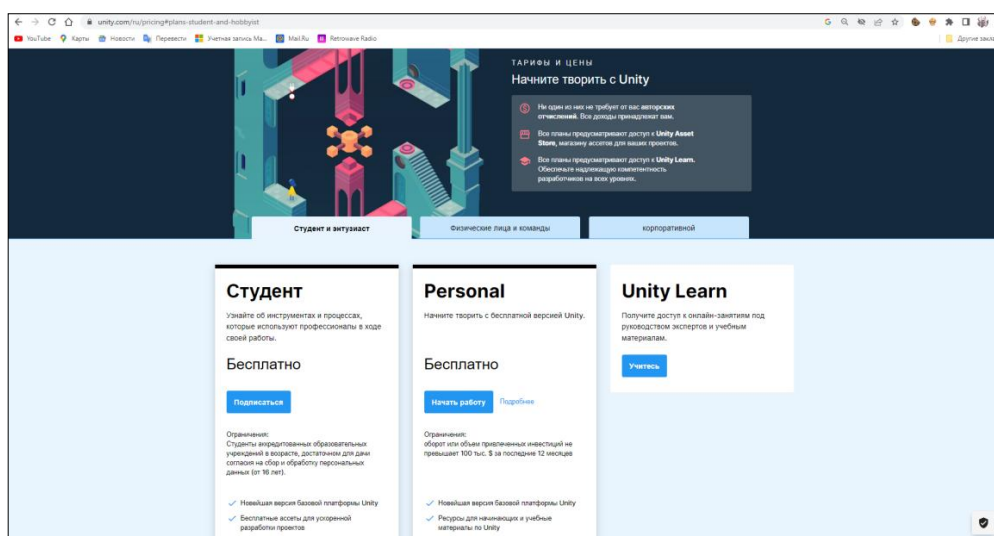 unity.com/ru/pricing#plans-student-and-hobbyist
YouTube Карты Новости Перевести Учетная запись Ma... Mail.Ru Retrowave Radio
ТАРИФЫ И ЦЕНЫ
Начните творить с Unity
Ни один из них не требует от вас авторских
отчислений. Все доходы принадлежат вам.
Все планы предусматривают доступ к Unity Asset
Store, магазину ассетов для ваших проектов.
Все планы предусматривают доступ к Unity Learn.
Обеспечьте надлежащую компетентность
разработчиков на всех уровнях.
Студент и энтузиаст Физические лица и команды корпоративной
Студент
Узнайте об инструментах и процессах,
которые используют профессионалы в ходе
своей работы.
Бесплатно
Подписаться
Ограничения:
Студенты аккредитованных образовательных
учреждений в возрасте, достаточном для дачи
согласия на сбор и обработку персональных
данных (от 16 лет).
Новейшая версия базовой платформы Unity
Бесплатные ассеты для ускоренной
разработки проектов
Personal
Начните творить с бесплатной версией Unity.
Бесплатно
Начать работу Подробнее
Ограничения:
оборот или объем привлеченных инвестиций не
превышает 100 тыс. $ за последние 12 месяцев
Новейшая версия базовой платформы Unity
Ресурсы для начинающих и учебные
материалы по Unity
Unity Learn
Получите доступ к онлайн-занятиям под
руководством экспертов и учебным
материалам.
Учитесь